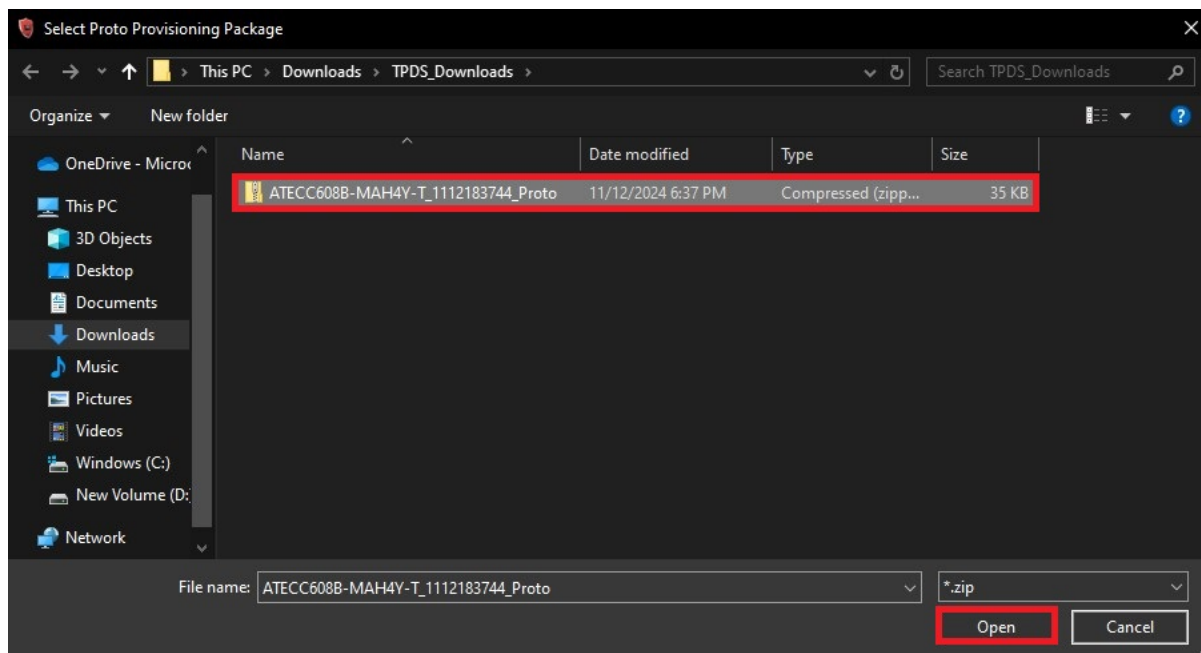 Select Proto Provisioning Package
This PC > Downloads > TPDS_Downloads >
Search TPDS_Downloads
Organize
New folder
?
Name
Date modified
Type
Size
OneDrive - Microc
ATECC608B-MAH4Y-T_1112183744_Proto
11/12/2024 6:37 PM
Compressed (zipp...
35 KB
This PC
3D Objects
Desktop
Documents
Downloads
Music
Pictures
Videos
Windows (C:)
New Volume (D:
Network
File name:
ATECC608B-MAH4Y-T_1112183744_Proto
*.zip
Open
Cancel